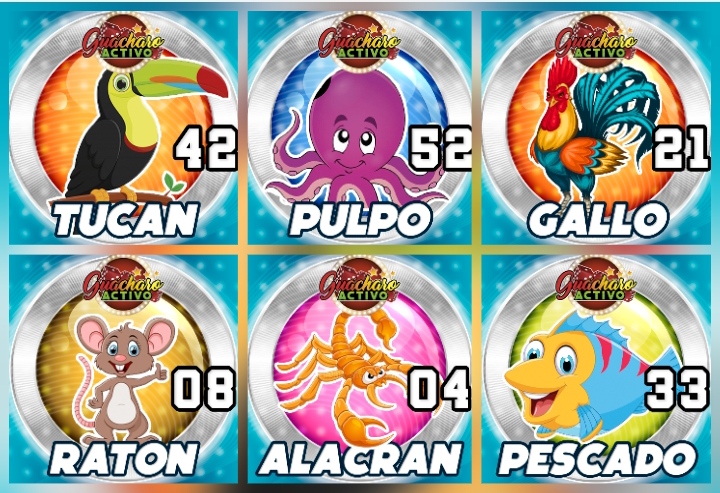 Guacharo
ACTIVO
42
TUCAN
Guacharo
ACTIVO
52
PULPO
Guacharo
ACTIVO
21
GALLO
Guacharo
ACTIVO
08
RATON
Guacharo
ACTIVO
04
ALACRAN
Guacharo
ACTIVO
33
PESCADO